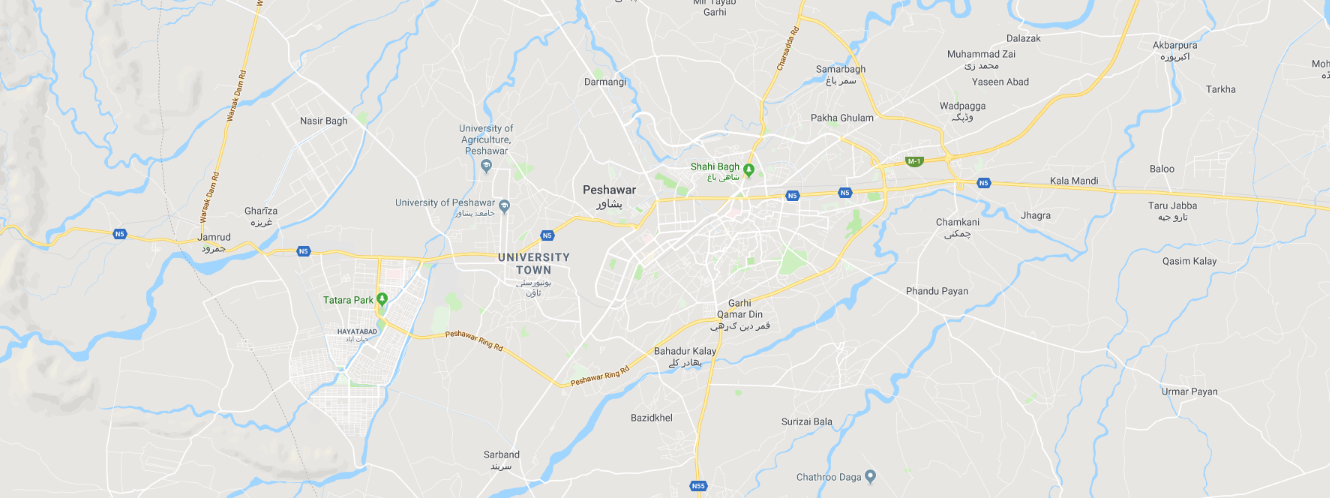 Mir Tayab
Garhi
Warsak Dam Rd
Charsadda Rd
Dalazak
Akbarpura
اکبرپورہ
Muhammad Zai
محمد زی
Samarbagh
سمر باغ
Darmangi
Yaseen Abad
Tarkha
Wadpagga
وڈپگہ
Nasir Bagh
Pakha Ghulam
University of
Agriculture,
Peshawar
M-1
Shahi Bagh
شاهی باغ
Baloo
Kala Mandi
N5
N5
N5
Peshawar
پشاور
Warsak Dam Rd
University of Peshawar
جامعۂ پشاور
Gharīza
غریزہ
Taru Jabba
تارو جبہ
Jhagra
Chamkani
چمکنی
N5
N5
N5
Jamrud
جمرود
UNIVERSITY
TOWN
یونیورسٹی
ٹاؤن
Qasim Kalay
Phandu Payan
Tatara Park
Garhi
Qamar Din
قمر دین گڑھی
HAYATABAD
حیات آباد
Peshawar Ring Rd
Bahadur Kalay
بهادر کلے
Peshawar Ring Rd
Urmar Payan
Bazidkhel
Surizai Bala
Sarband
سربند
Chathroo Daga
N55